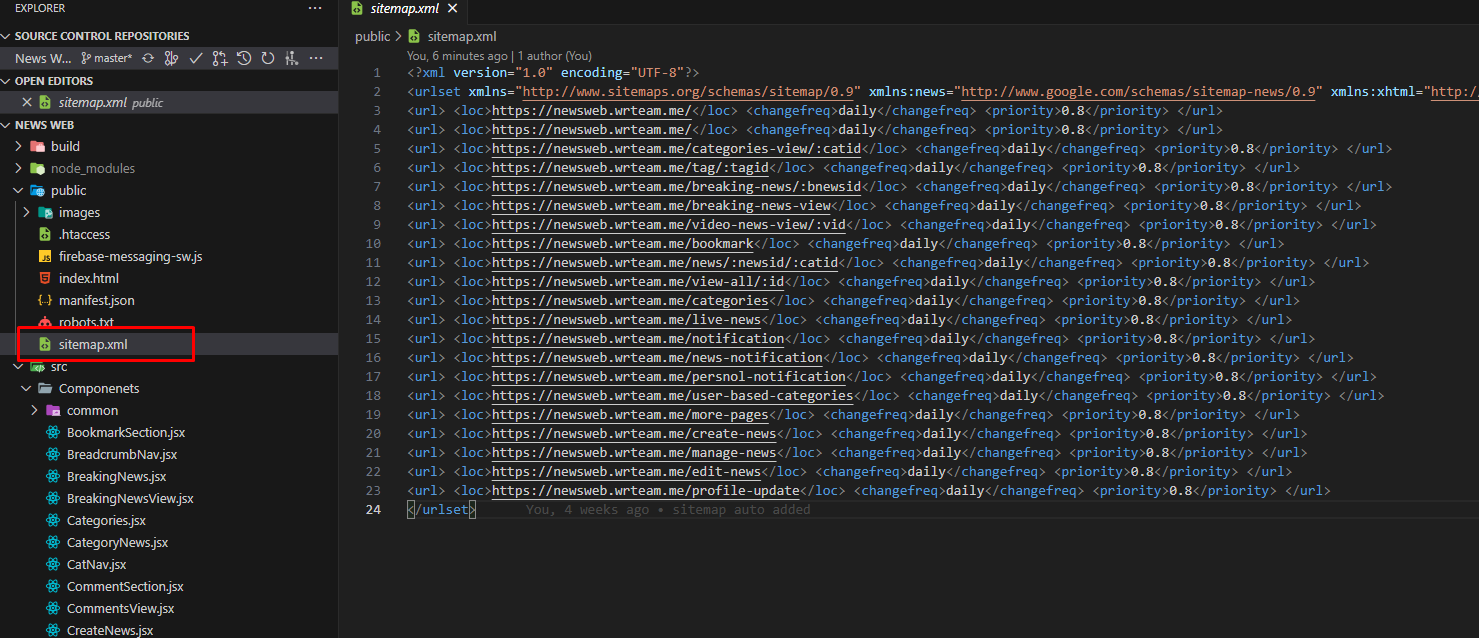 EXPLORER ...
SOURCE CONTROL REPOSITORIES
News W... master* ...
OPEN EDITORS
sitemap.xml public
NEWS WEB
build
node_modules
public
images
.htaccess
firebase-messaging-sw.js
index.html
manifest.json
robots.txt
sitemap.xml
src
Componenets
common
BookmarkSection.jsx
BreadcrumbNav.jsx
BreakingNews.jsx
BreakingNewsView.jsx
Categories.jsx
CategoryNews.jsx
CatNav.jsx
CommentSection.jsx
CommentsView.jsx
CreateNews.jsx
sitemap.xml
public > sitemap.xml
You, 6 minutes ago | 1 author (You)
1 <?xml version="1.0" encoding="UTF-8"?>
2 <urlset xmlns="http://www.sitemaps.org/schemas/sitemap/0.9" xmlns:news="http://www.google.com/schemas/sitemap-news/0.9" xmlns:xhtml="http:/
3 <url> <loc>https://newsweb.wrteam.me/</loc> <changefreq>daily</changefreq> <priority>0.8</priority> </url>
4 <url> <loc>https://newsweb.wrteam.me/</loc> <changefreq>daily</changefreq> <priority>0.8</priority> </url>
5 <url> <loc>https://newsweb.wrteam.me/categories-view/:catid</loc> <changefreq>daily</changefreq> <priority>0.8</priority> </url>
6 <url> <loc>https://newsweb.wrteam.me/tag/:tagid</loc> <changefreq>daily</changefreq> <priority>0.8</priority> </url>
7 <url> <loc>https://newsweb.wrteam.me/breaking-news/:bnewsid</loc> <changefreq>daily</changefreq> <priority>0.8</priority> </url>
8 <url> <loc>https://newsweb.wrteam.me/breaking-news-view</loc> <changefreq>daily</changefreq> <priority>0.8</priority> </url>
9 <url> <loc>https://newsweb.wrteam.me/video-news-view/:vid</loc> <changefreq>daily</changefreq> <priority>0.8</priority> </url>
10 <url> <loc>https://newsweb.wrteam.me/bookmark</loc> <changefreq>daily</changefreq> <priority>0.8</priority> </url>
11 <url> <loc>https://newsweb.wrteam.me/news/:newsid/:catid</loc> <changefreq>daily</changefreq> <priority>0.8</priority> </url>
12 <url> <loc>https://newsweb.wrteam.me/view-all/:id</loc> <changefreq>daily</changefreq> <priority>0.8</priority> </url>
13 <url> <loc>https://newsweb.wrteam.me/categories</loc> <changefreq>daily</changefreq> <priority>0.8</priority> </url>
14 <url> <loc>https://newsweb.wrteam.me/live-news</loc> <changefreq>daily</changefreq> <priority>0.8</priority> </url>
15 <url> <loc>https://newsweb.wrteam.me/notification</loc> <changefreq>daily</changefreq> <priority>0.8</priority> </url>
16 <url> <loc>https://newsweb.wrteam.me/news-notification</loc> <changefreq>daily</changefreq> <priority>0.8</priority> </url>
17 <url> <loc>https://newsweb.wrteam.me/persnol-notification</loc> <changefreq>daily</changefreq> <priority>0.8</priority> </url>
18 <url> <loc>https://newsweb.wrteam.me/user-based-categories</loc> <changefreq>daily</changefreq> <priority>0.8</priority> </url>
19 <url> <loc>https://newsweb.wrteam.me/more-pages</loc> <changefreq>daily</changefreq> <priority>0.8</priority> </url>
20 <url> <loc>https://newsweb.wrteam.me/create-news</loc> <changefreq>daily</changefreq> <priority>0.8</priority> </url>
21 <url> <loc>https://newsweb.wrteam.me/manage-news</loc> <changefreq>daily</changefreq> <priority>0.8</priority> </url>
22 <url> <loc>https://newsweb.wrteam.me/edit-news</loc> <changefreq>daily</changefreq> <priority>0.8</priority> </url>
23 <url> <loc>https://newsweb.wrteam.me/profile-update</loc> <changefreq>daily</changefreq> <priority>0.8</priority> </url>
24 </urlset> You, 4 weeks ago • sitemap auto added